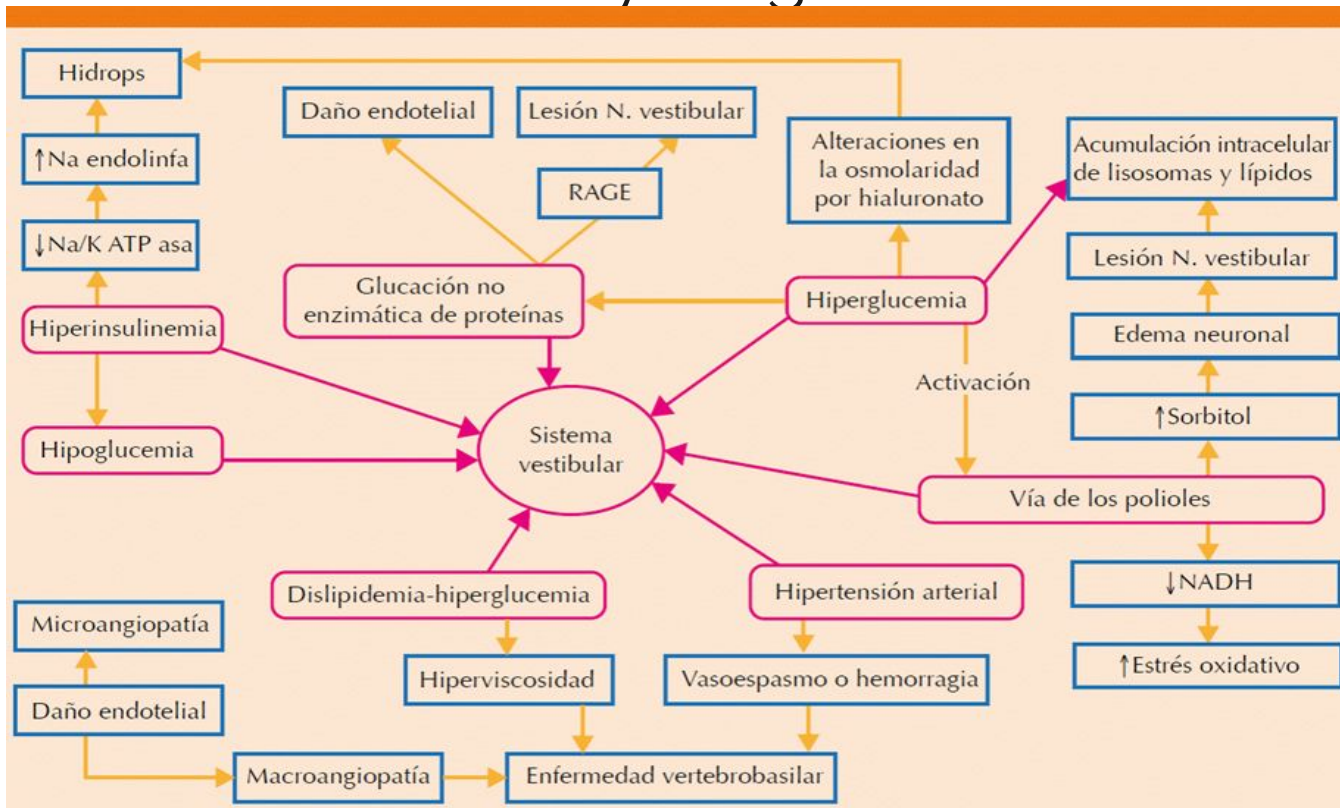 Hidrops
Daño endotelial
Lesión N. vestibular
↑Na endolinfa
Alteraciones en
la osmolaridad
por hialuronato
Acumulación intracelular
de lisosomas y lípidos
RAGE
↓Na/K ATP asa
Lesión N. vestibular
Glucación no
enzimática de proteínas
Hiperglucemia
Hiperinsulinemia
Edema neuronal
Activación
↑Sorbitol
Hipoglucemia
Sistema
vestibular
Vía de los polioles
Dislipidemia-hiperglucemia
Hipertensión arterial
↓NADH
Microangiopatía
↑Estrés oxidativo
Hiperviscosidad
Vasoespasmo o hemorragia
Daño endotelial
Macroangiopatía
Enfermedad vertebrobasilar